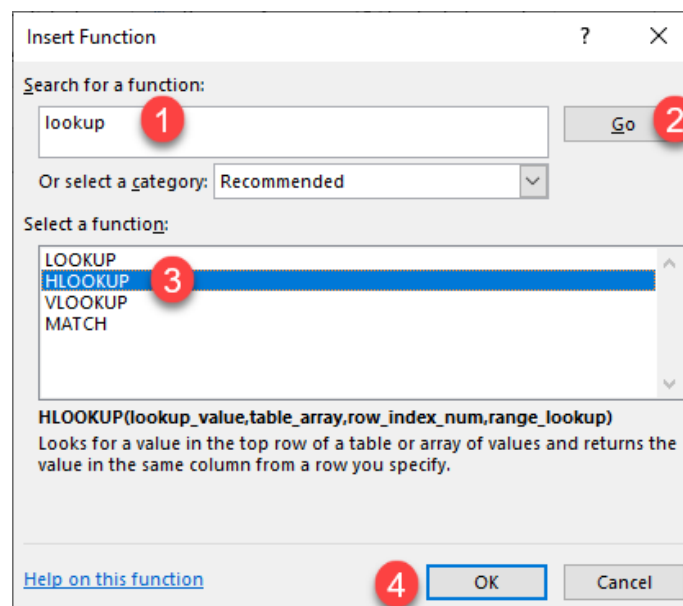 Insert Function ? ×
Search for a function:
lookup 1
Go 2
Or select a category: Recommended
Select a function:
LOOKUP
HLOOKUP 3
VLOOKUP
MATCH
HLOOKUP(lookup_value,table_array,row_index_num,range_lookup)
Looks for a value in the top row of a table or array of values and returns the
value in the same column from a row you specify.
Help on this function
4 OK Cancel